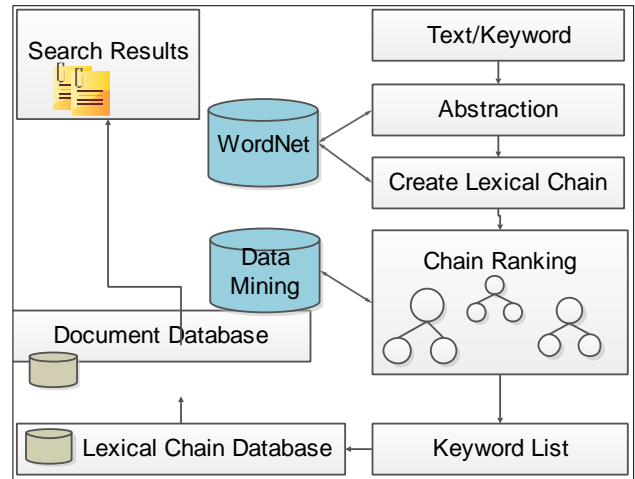 Search Results
Text/Keyword
Abstraction
WordNet
Create Lexical Chain
Data
Mining
Chain Ranking
Document Database
Lexical Chain Database
Keyword List